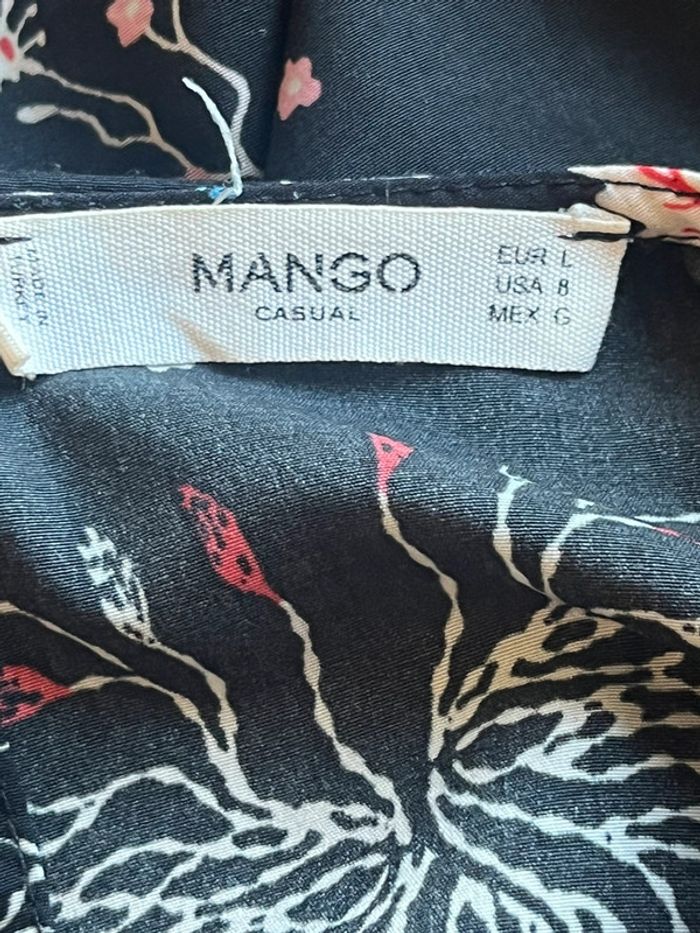 MADE IN
TURKEY
MANGO
CASUAL
EUR L
USA 8
MEX G